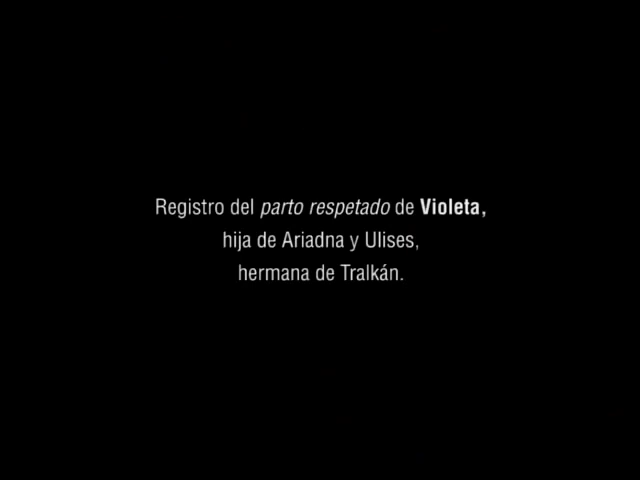 Registro del parto respetado de Violeta,
hija de Ariadna y Ulises,
hermana de Tralkán.